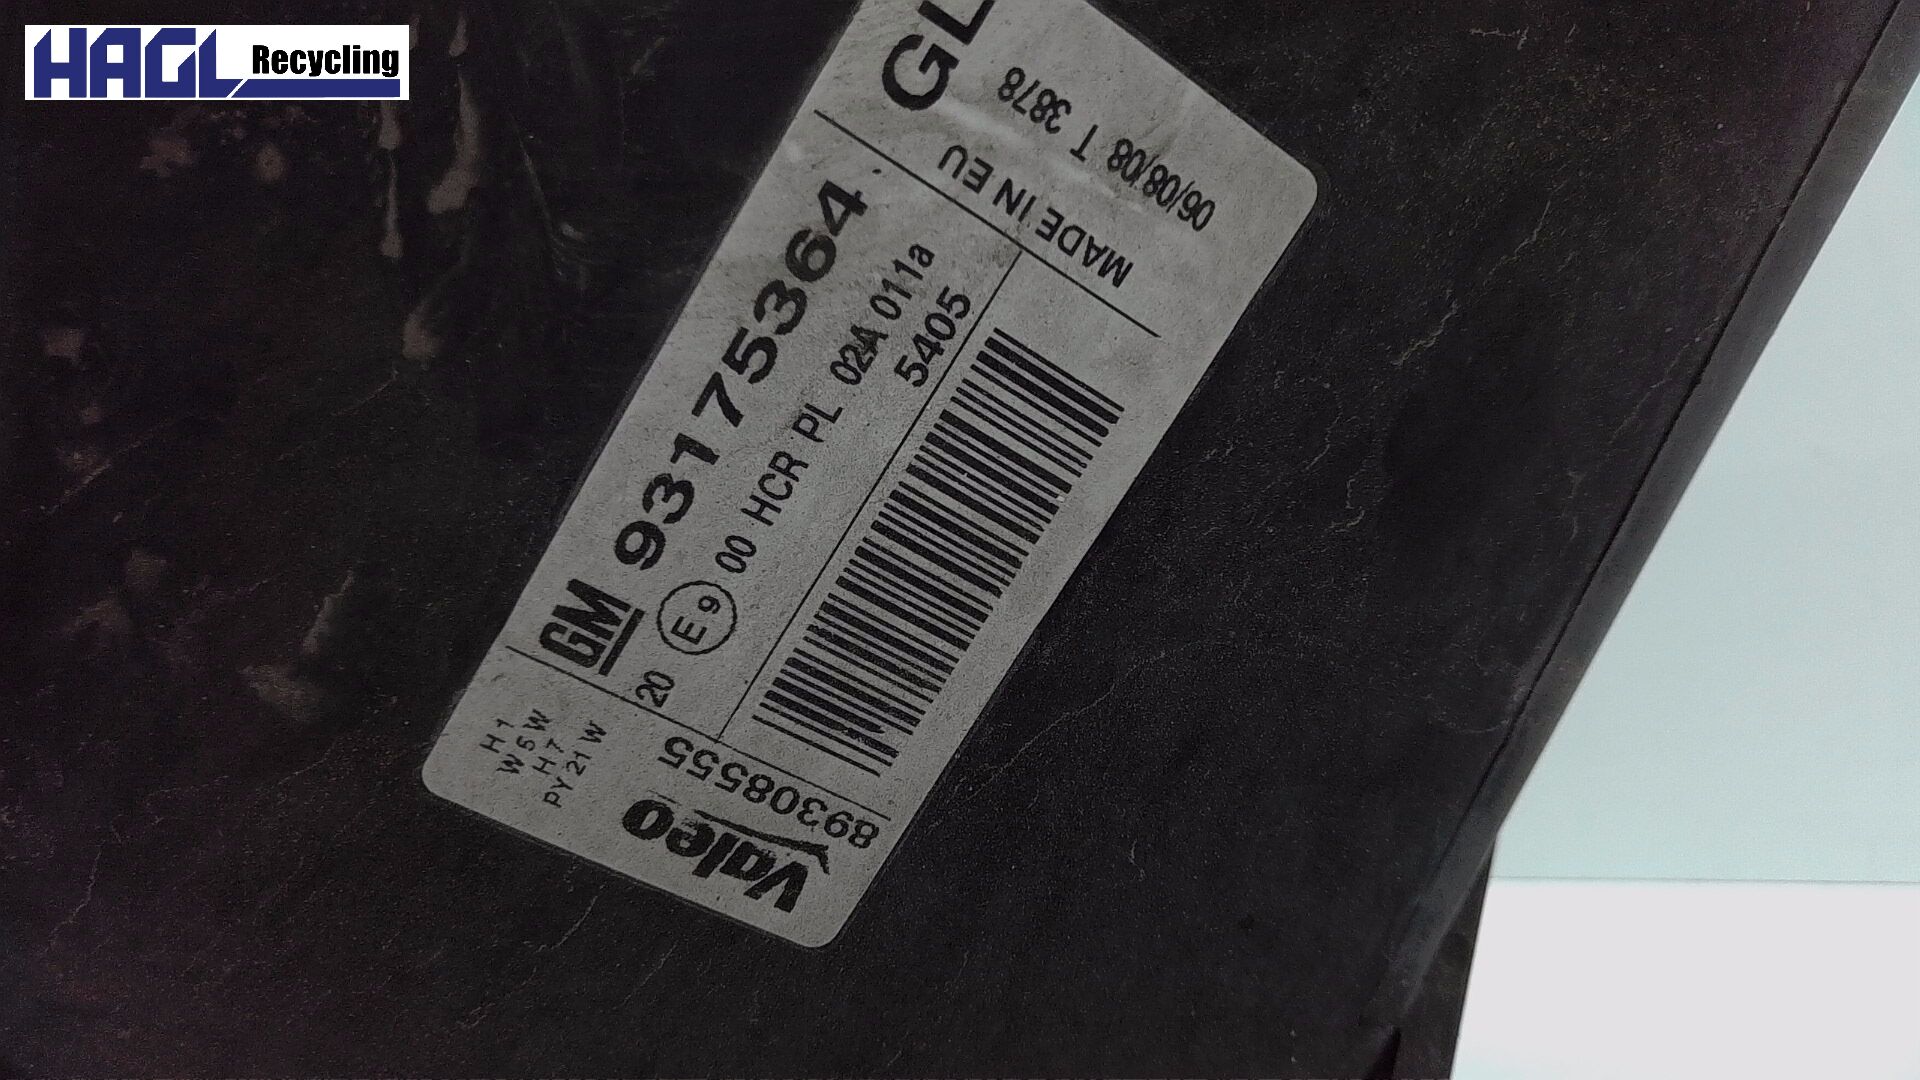 HAGL Recycling
GL
06/08/08 T 3878
MADE IN EU
GM 93175364
20 E9 00 HCR PL 02A 011a
5405
H1
W5W
H7
PY21W
89308555
Valeo